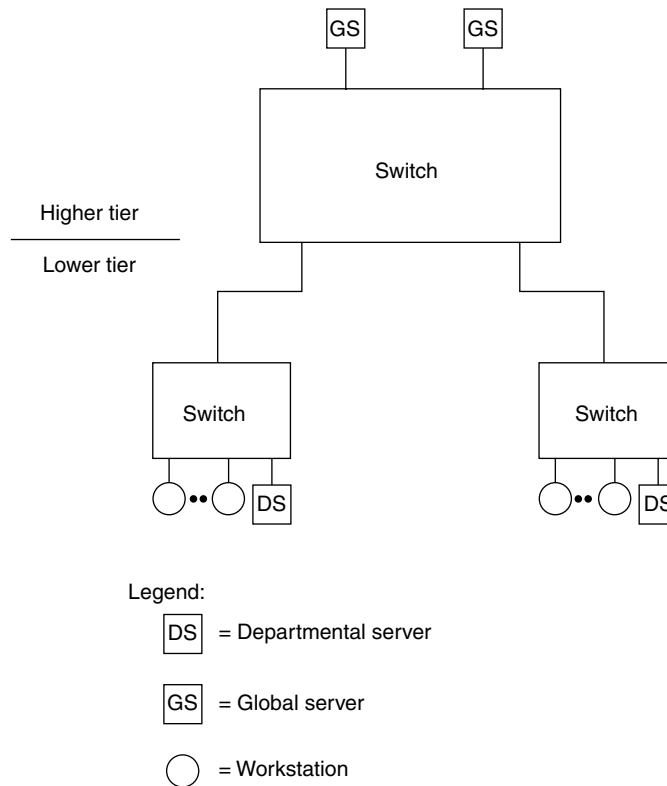 GS
GS
Switch
Higher tier
Lower tier
Switch
Switch
DS
DS
Legend:
DS = Departmental server
GS = Global server
= Workstation